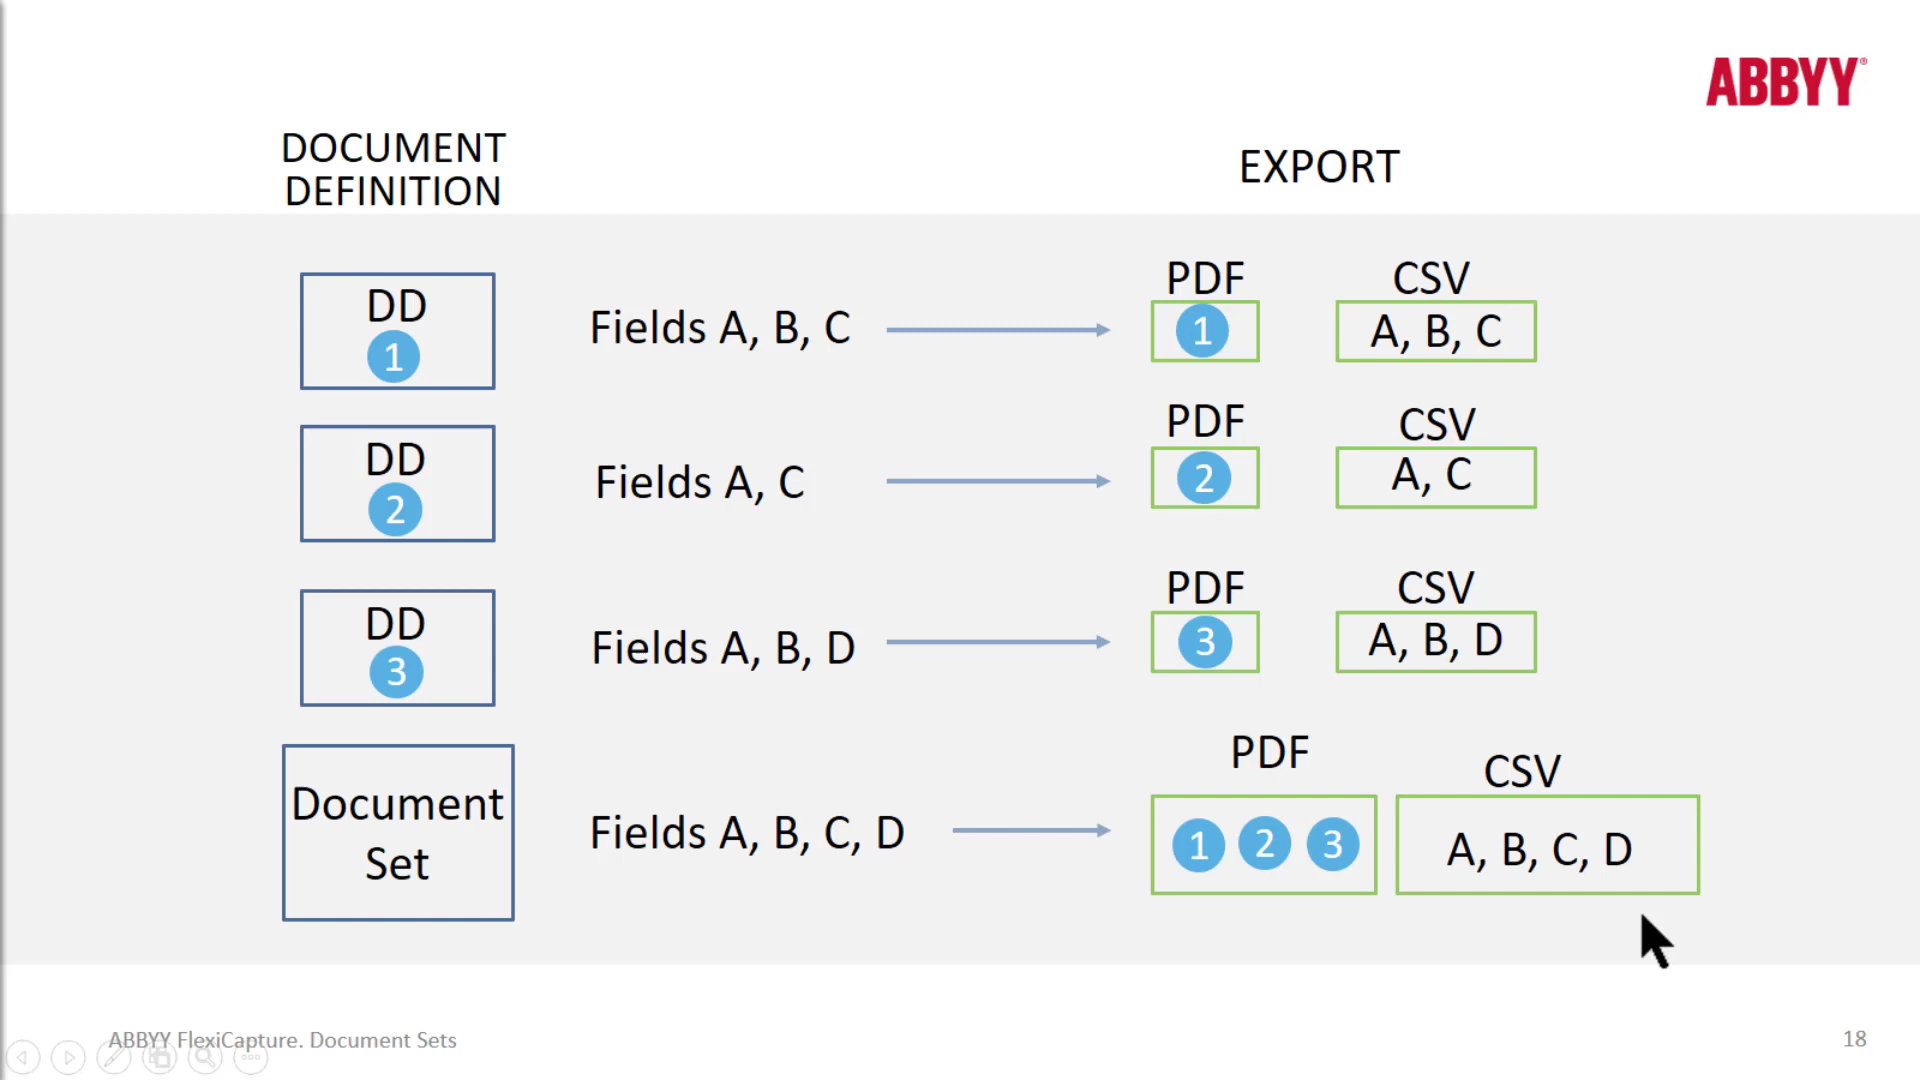 ABBYY®
DOCUMENT
DEFINITION
EXPORT
DD
1
Fields A, B, C
PDF
1
CSV
A, B, C
DD
2
Fields A, C
PDF
2
CSV
A, C
DD
3
Fields A, B, D
PDF
3
CSV
A, B, D
Document
Set
Fields A, B, C, D
PDF
1 2 3
CSV
A, B, C, D
ABBYY FlexiCapture. Document Sets
18